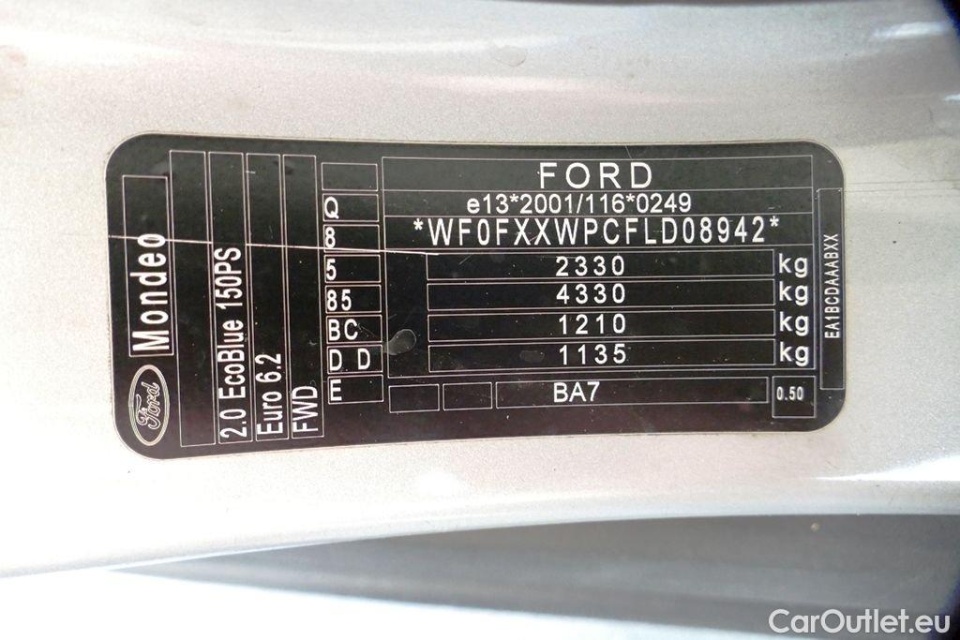 Ford
Mondeo
2.0 EcoBlue 150PS
Euro 6.2
FWD
Q
8
5
85
BC
D D
E
FORD
e13*2001/116*0249
*WF0FXXWPCFLD08942*
2330 kg
4330 kg
1210 kg
1135 kg
BA7
0.50
EA1BCDAAABXX
CarOutlet.eu